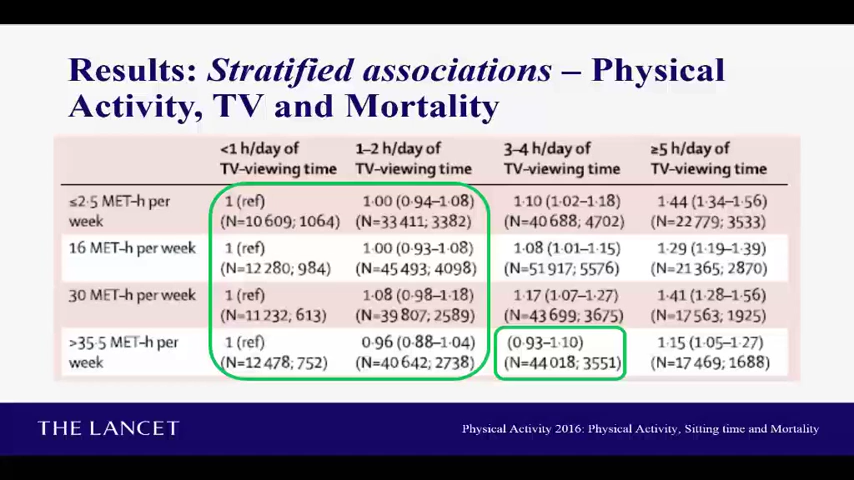 Results: Stratified associations – Physical
Activity, TV and Mortality
<1 h/day of TV-viewing time 1–2 h/day of TV-viewing time 3–4 h/day of TV-viewing time ≥5 h/day of TV-viewing time
≤2·5 MET-h per week 1 (ref) 1·00 (0·94–1·08) 1·10 (1·02–1·18) 1·44 (1·34–1·56)
(N=10 609; 1064) (N=33 411; 3382) (N=40 688; 4702) (N=22 779; 3533)
16 MET-h per week 1 (ref) 1·00 (0·93–1·08) 1·08 (1·01–1·15) 1·29 (1·19–1·39)
(N=12 280; 984) (N=45 493; 4098) (N=51 917; 5576) (N=21 365; 2870)
30 MET-h per week 1 (ref) 1·08 (0·98–1·18) 1·17 (1·07–1·27) 1·41 (1·28–1·56)
(N=11 232; 613) (N=39 807; 2589) (N=43 699; 3675) (N=17 563; 1925)
>35·5 MET-h per week 1 (ref) 0·96 (0·88–1·04) (0·93–1·10) 1·15 (1·05–1·27)
(N=12 478; 752) (N=40 642; 2738) (N=44 018; 3551) (N=17 469; 1688)
THE LANCET
Physical Activity 2016: Physical Activity, Sitting time and Mortality